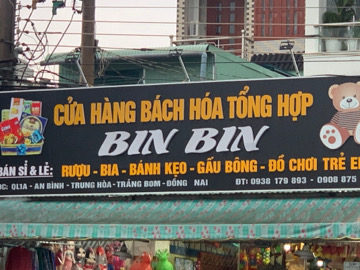 CỬA HÀNG BÁCH HÓA TỔNG HỢP
BIN BIN
BÁN SỈ & LẺ: RƯỢU - BIA - BÁNH KẸO - GẤU BÔNG - ĐỒ CHƠI TRẺ E
ĐC: QL1A - AN BÌNH - TRUNG HÒA - TRẢNG BOM - ĐỒNG NAI ĐT: 0938 179 893 - 0908 875